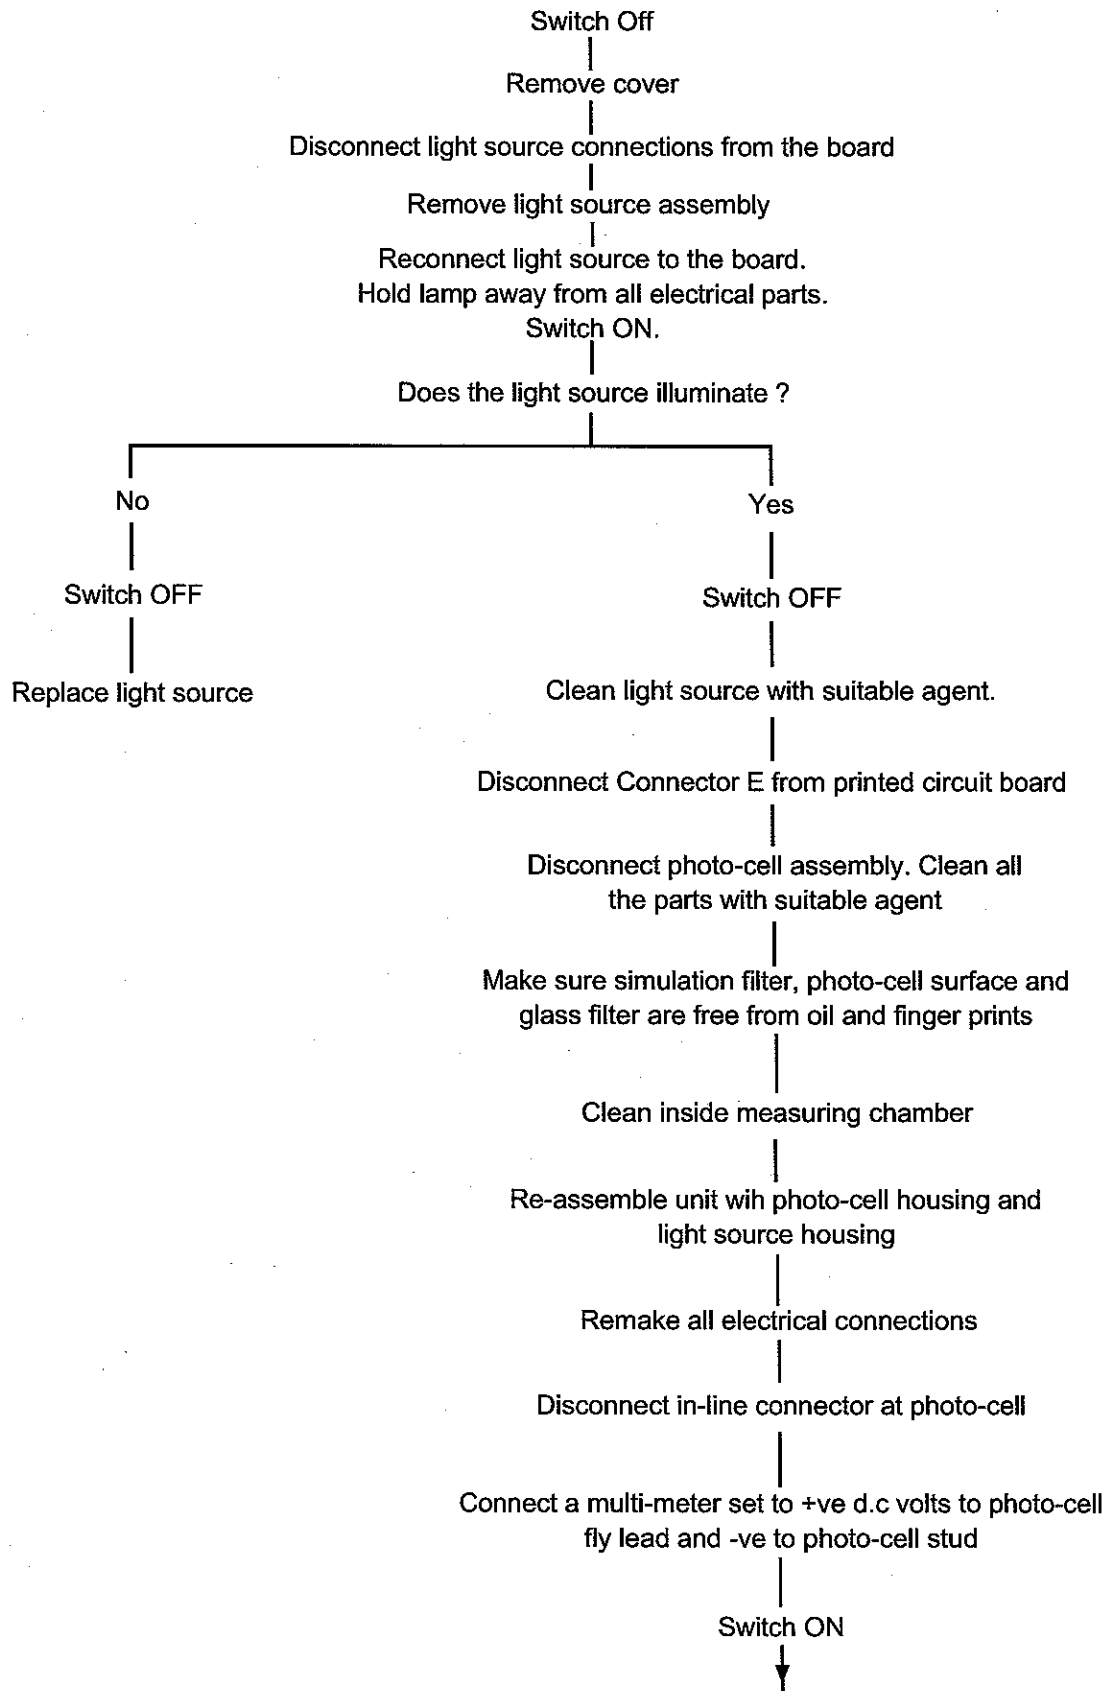 Switch Off
Remove cover
Disconnect light source connections from the board
Remove light source assembly
Reconnect light source to the board.
Hold lamp away from all electrical parts.
Switch ON.
Does the light source illuminate ?
No
Switch OFF
Replace light source
Yes
Switch OFF
Clean light source with suitable agent.
Disconnect Connector E from printed circuit board
Disconnect photo-cell assembly. Clean all
the parts with suitable agent
Make sure simulation filter, photo-cell surface and
glass filter are free from oil and finger prints
Clean inside measuring chamber
Re-assemble unit wih photo-cell housing and
light source housing
Remake all electrical connections
Disconnect in-line connector at photo-cell
Connect a multi-meter set to +ve d.c volts to photo-cell
fly lead and -ve to photo-cell stud
Switch ON